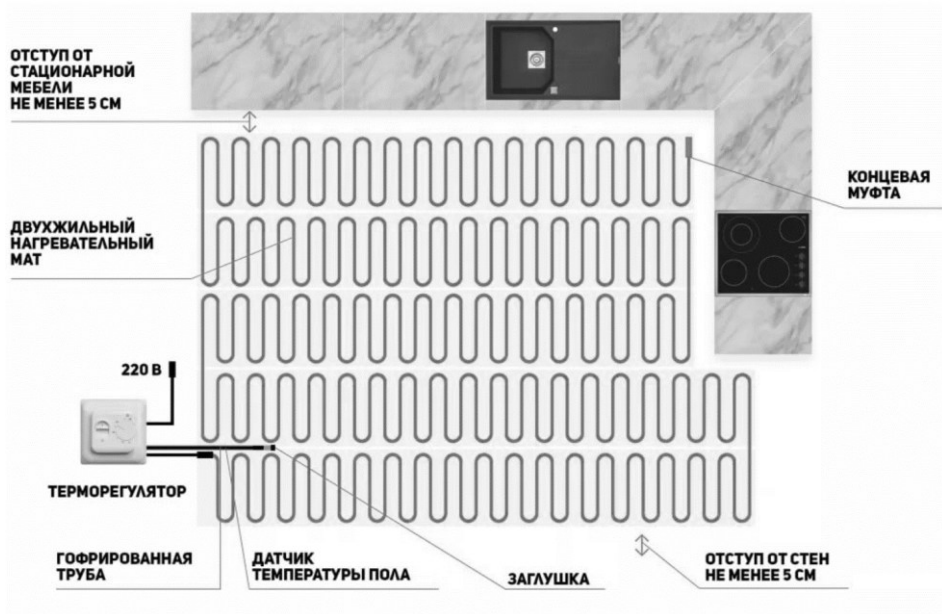 ОТСТУП ОТ
СТАЦИОНАРНОЙ
МЕБЕЛИ
НЕ МЕНЕЕ 5 СМ
КОНЦЕВАЯ
МУФТА
ДВУХЖИЛЬНЫЙ
НАГРЕВАТЕЛЬНЫЙ
МАТ
220 В
ТЕРМОРЕГУЛЯТОР
ГОФРИРОВАННАЯ
ТРУБА
ДАТЧИК
ТЕМПЕРАТУРЫ ПОЛА
ЗАГЛУШКА
ОТСТУП ОТ СТЕН
НЕ МЕНЕЕ 5 СМ